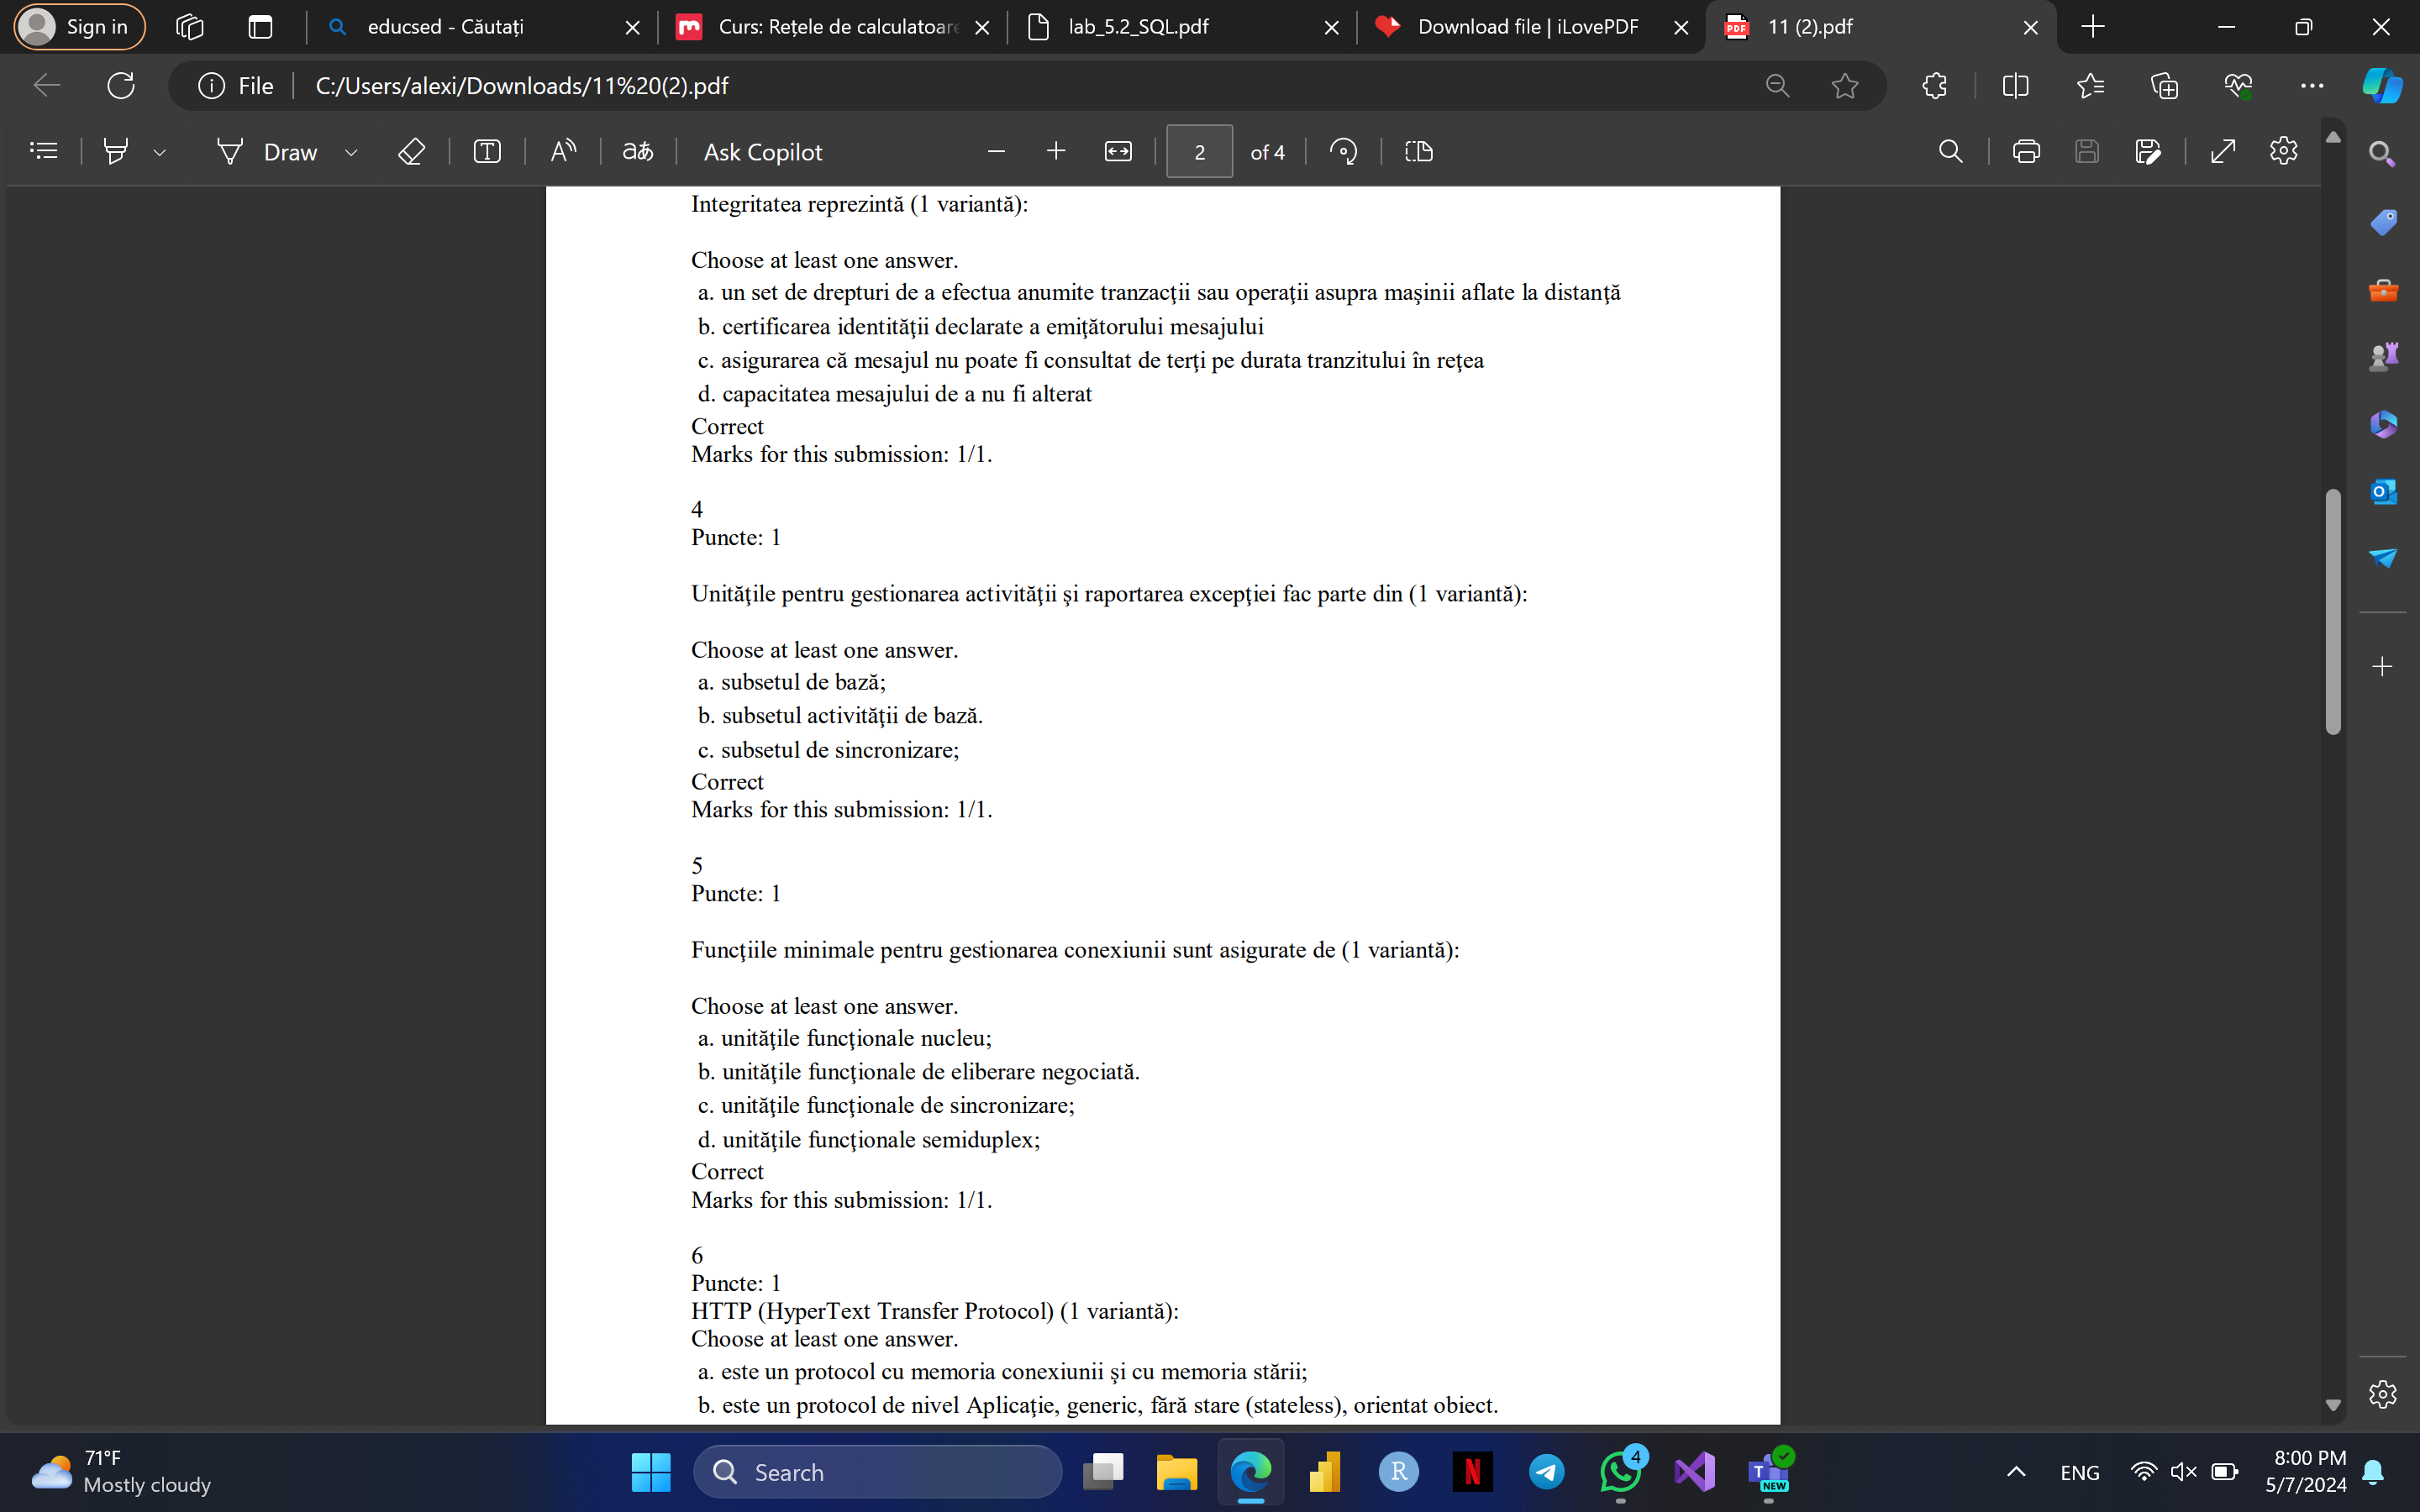 Sign in
educsed - Căutați
Curs: Rețele de calculatoare
lab_5.2_SQL.pdf
Download file | iLovePDF
11 (2).pdf
File
C:/Users/alexi/Downloads/11%20(2).pdf
Draw
Ask Copilot
2
of 4
Integritatea reprezintă (1 variantă):
Choose at least one answer.
a. un set de drepturi de a efectua anumite tranzacţii sau operaţii asupra maşinii aflate la distanţă
b. certificarea identităţii declarate a emiţătorului mesajului
c. asigurarea că mesajul nu poate fi consultat de terţi pe durata tranzitului în reţea
d. capacitatea mesajului de a nu fi alterat
Correct
Marks for this submission: 1/1.
4
Puncte: 1
Unităţile pentru gestionarea activităţii şi raportarea excepţiei fac parte din (1 variantă):
Choose at least one answer.
a. subsetul de bază;
b. subsetul activităţii de bază.
c. subsetul de sincronizare;
Correct
Marks for this submission: 1/1.
5
Puncte: 1
Funcţiile minimale pentru gestionarea conexiunii sunt asigurate de (1 variantă):
Choose at least one answer.
a. unităţile funcţionale nucleu;
b. unităţile funcţionale de eliberare negociată.
c. unităţile funcţionale de sincronizare;
d. unităţile funcţionale semiduplex;
Correct
Marks for this submission: 1/1.
6
Puncte: 1
HTTP (HyperText Transfer Protocol) (1 variantă):
Choose at least one answer.
a. este un protocol cu memoria conexiunii şi cu memoria stării;
b. este un protocol de nivel Aplicaţie, generic, fără stare (stateless), orientat obiect.
71°F
Mostly cloudy
Search
4
NEW
ENG
8:00 PM
5/7/2024